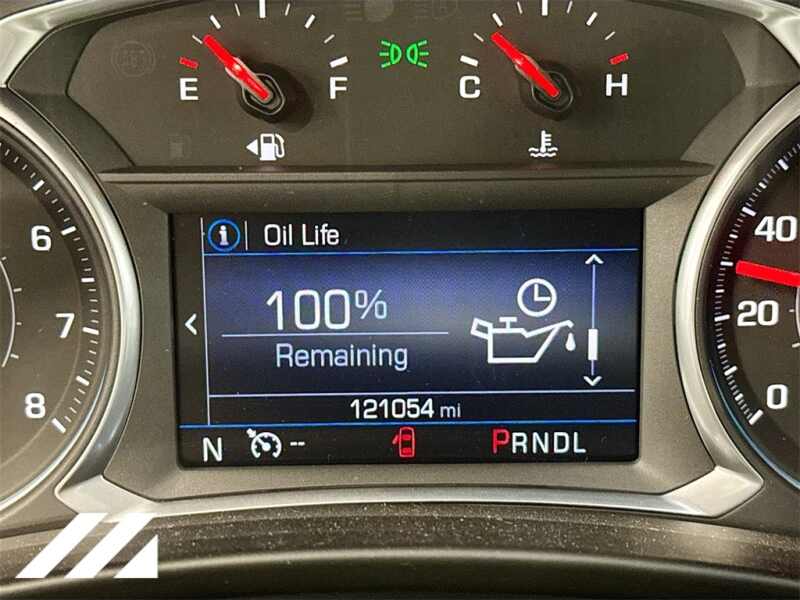 E F
C H
i Oil Life
100%
Remaining
121054 mi
N -- PRNDL
6
7
8
40
20
0